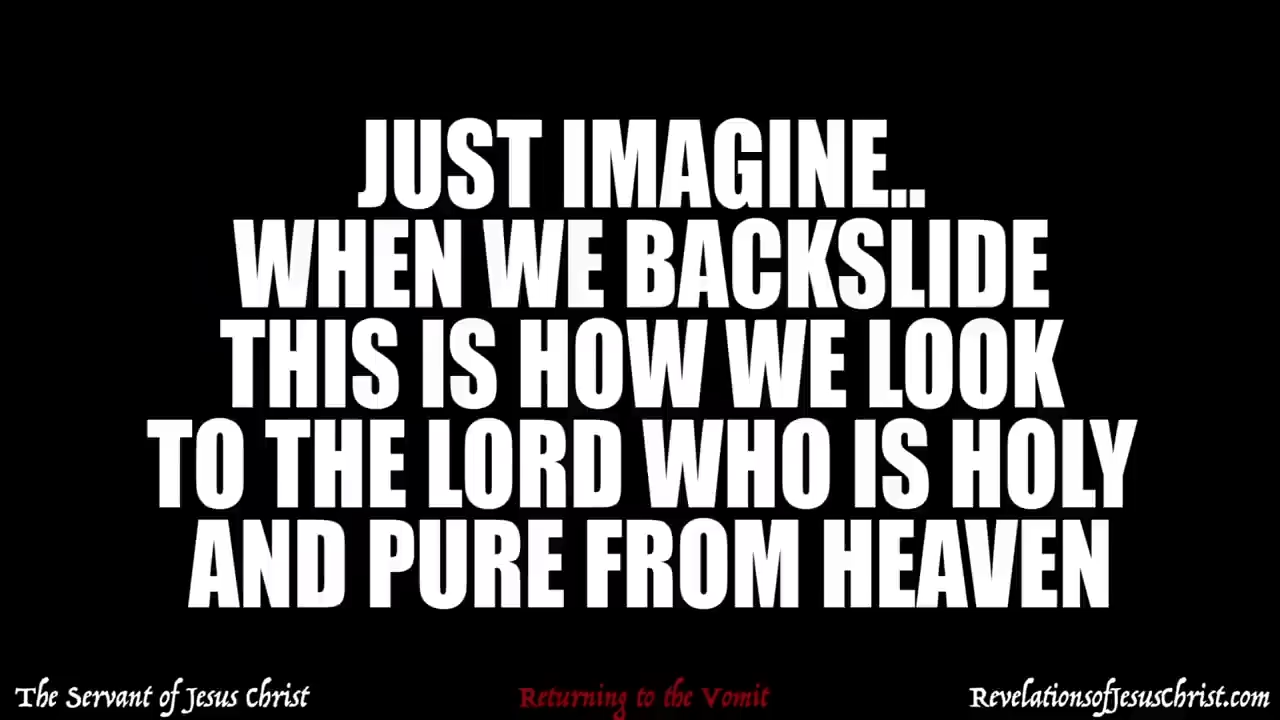 JUST IMAGINE..
WHEN WE BACKSLIDE
THIS IS HOW WE LOOK
TO THE LORD WHO IS HOLY
AND PURE FROM HEAVEN
The Servant of Jesus Christ
Returning to the Vomit
RevelationsofJesusChrist.com